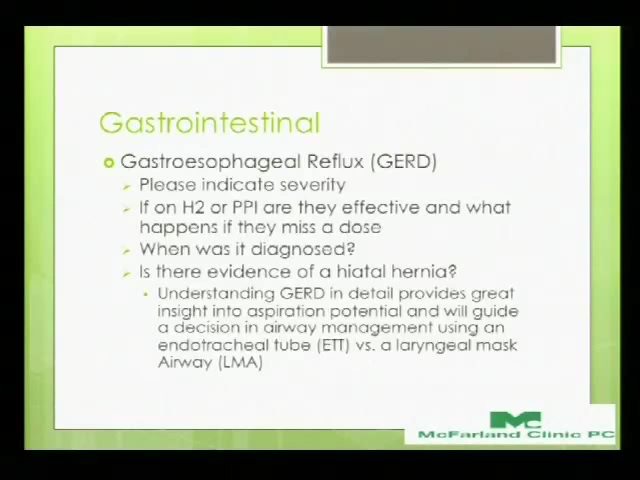 Gastrointestinal
Gastroesophageal Reflux (GERD)
Please indicate severity
If on H2 or PPI are they effective and what
happens if they miss a dose
When was it diagnosed?
Is there evidence of a hiatal hernia?
Understanding GERD in detail provides great
insight into aspiration potential and will guide
a decision in airway management using an
endotracheal tube (ETT) vs. a laryngeal mask
Airway (LMA)
MC
McFarland Clinic PC